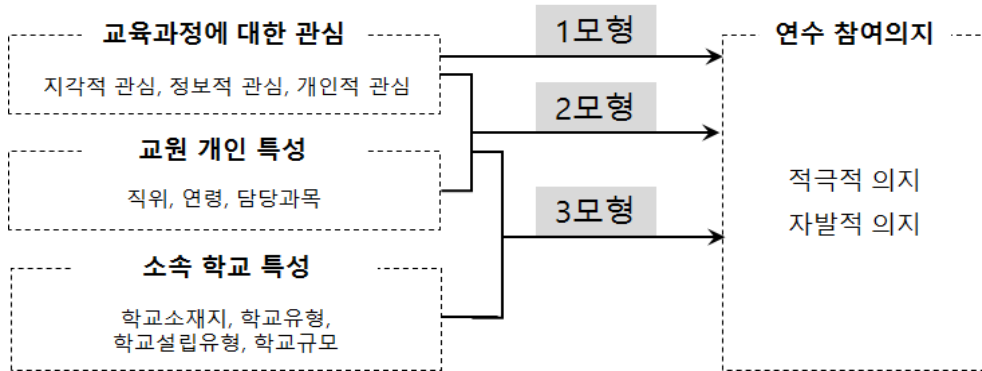 교육과정에 대한 관심
지각적 관심, 정보적 관심, 개인적 관심
교원 개인 특성
직위, 연령, 담당과목
소속 학교 특성
학교소재지, 학교유형,
학교설립유형, 학교규모
1모형
2모형
3모형
연수 참여의지
적극적 의지
자발적 의지